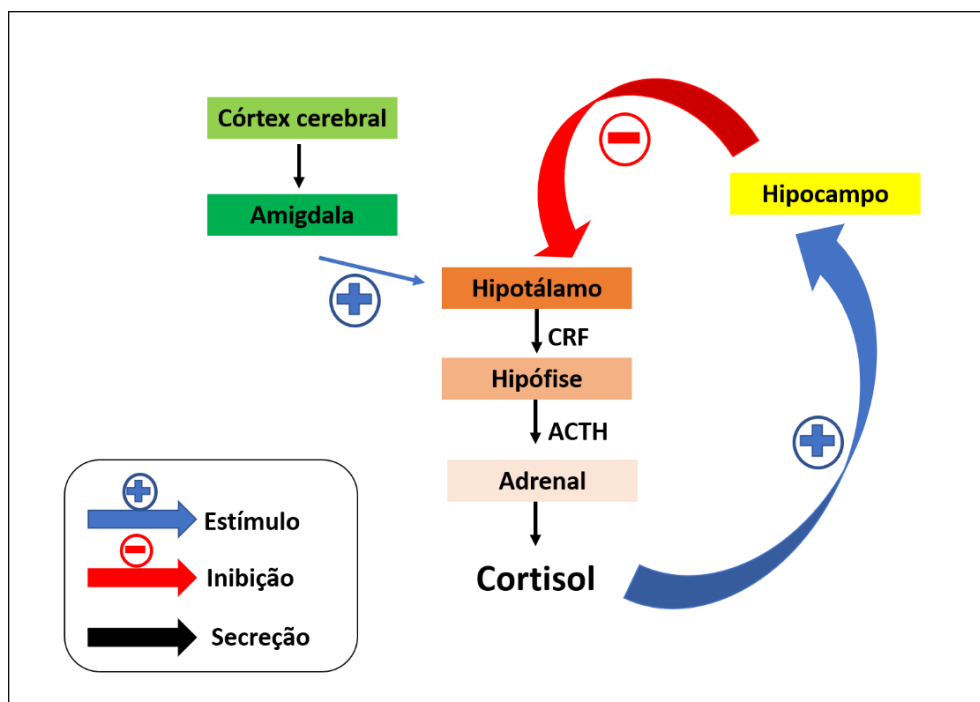 Córtex cerebral
Amigdala
Hipocampo
Hipotálamo
CRF
Hipófise
ACTH
Adrenal
Cortisol
Estímulo
Inibição
Secreção